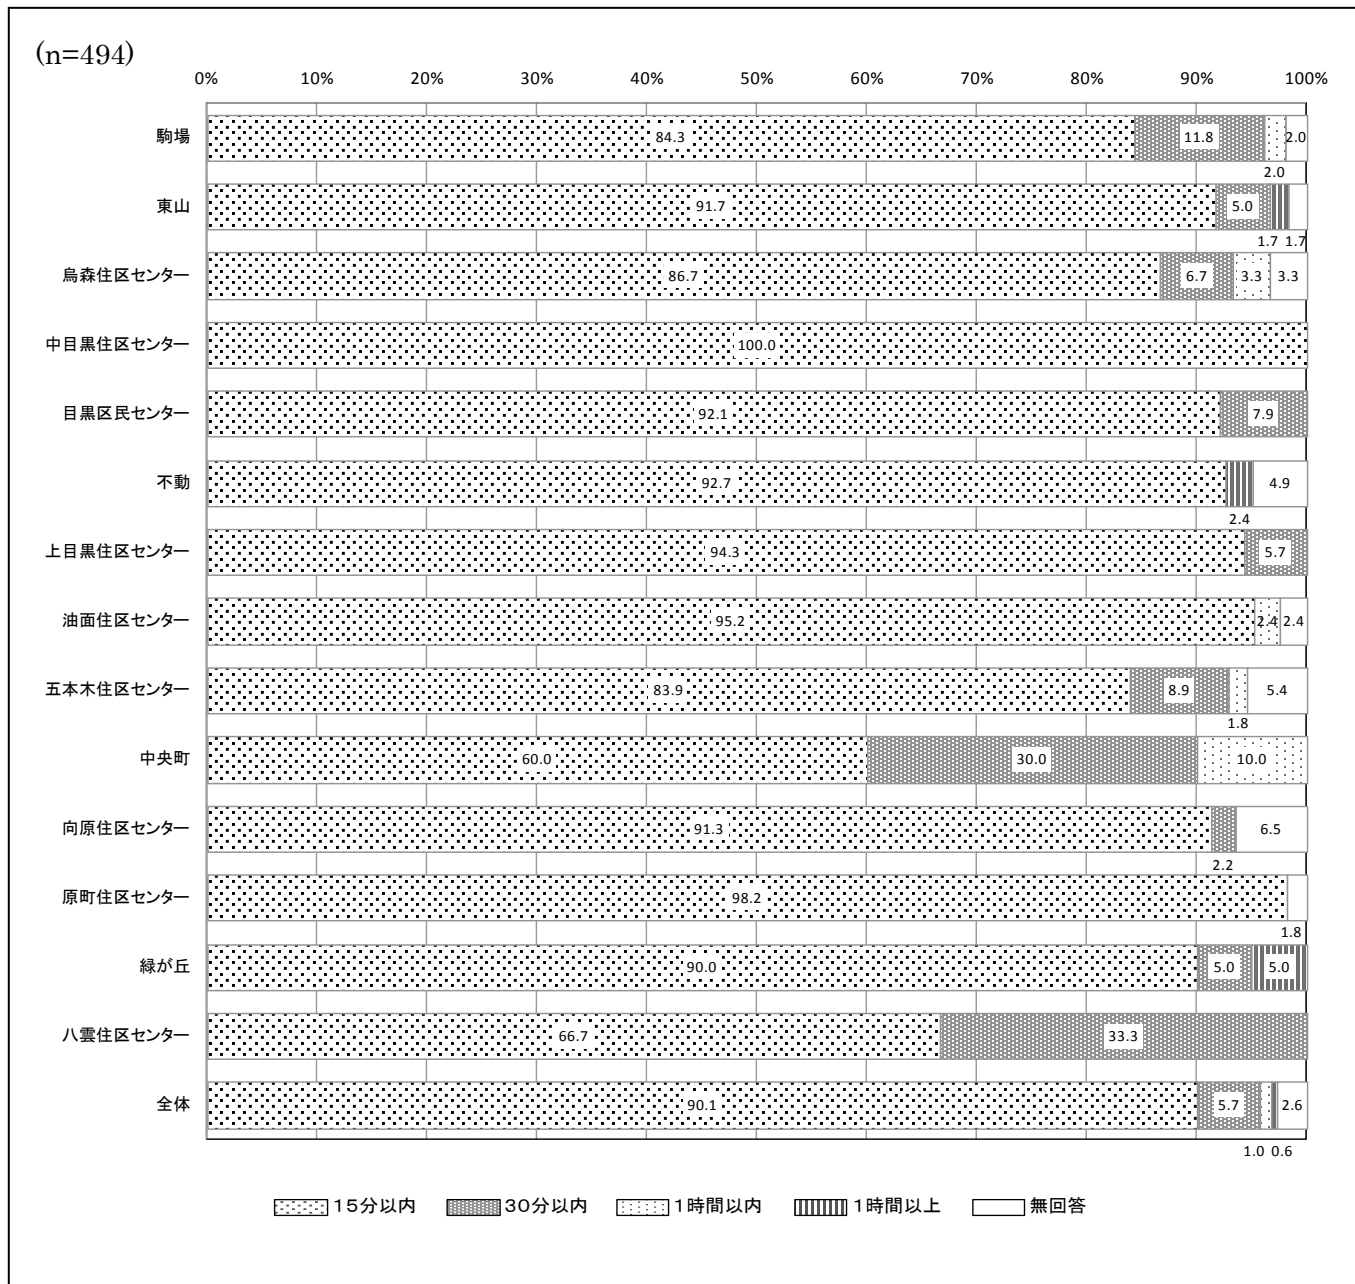 (n=494)
0% 10% 20% 30% 40% 50% 60% 70% 80% 90% 100%
駒場 84.3 11.8 2.0 2.0
東山 91.7 5.0 1.7 1.7
烏森住区センター 86.7 6.7 3.3 3.3
中目黒住区センター 100.0
目黒区民センター 92.1 7.9
不動 92.7 2.4 4.9
上目黒住区センター 94.3 5.7
油面住区センター 95.2 2.4 2.4
五本木住区センター 83.9 8.9 1.8 5.4
中央町 60.0 30.0 10.0
向原住区センター 91.3 2.2 6.5
原町住区センター 98.2 1.8
緑が丘 90.0 5.0 5.0
八雲住区センター 66.7 33.3
全体 90.1 5.7 1.0 0.6 2.6
15分以内 30分以内 1時間以内 1時間以上 無回答